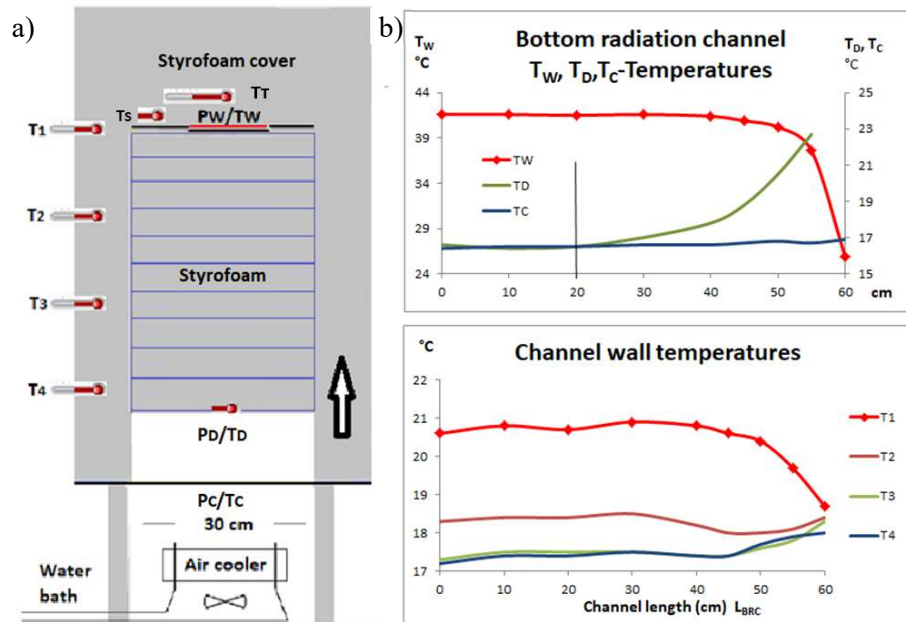 a)
Styrofoam cover
TT
TS
PW/TW
T1
T2
Styrofoam
T3
T4
PD/TD
PC/TC
30 cm
Air cooler
Water
bath
b)
TW
°C
Bottom radiation channel
TW, TD,TC-Temperatures
TD, TC
°C
44
39
34
29
24
25
23
21
19
17
15
TW
TD
TC
0
10
20
30
40
50
60
cm
°C
Channel wall temperatures
22
21
20
19
18
17
16
T1
T2
T3
T4
0
10
20
30
40
50
60
Channel length (cm) LBRC